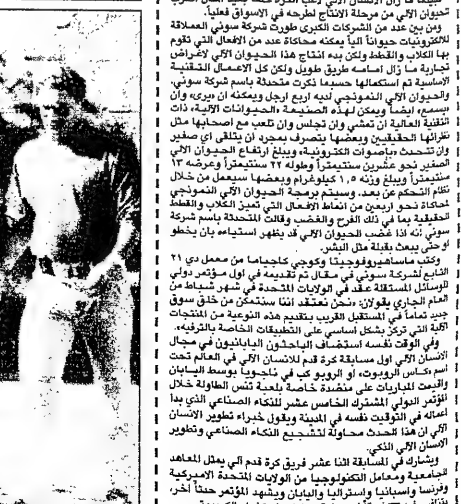 تحيوان الآلي من مرحلة الانتاج لطرحه في الاسواق فعلياً.
ومن بين عدد من الشركات الكبرى طورت شركة سوني العملاقة
للالكترونيات حيواناً آلياً يمكنه محاكاة عدد من الافعال التي تقوم
بها الكلاب والقطط ولكن بدء انتاج هذا الحيوان الآلي لأغراض
تجارية ما زال امامه طريق طويل ولكن كل الاعمال التقنية
الاساسية تم استكمالها حسبما ذكرت متحدثة باسم شركة سوني.
والحيوان الآلي النموذجي لديه اربع ارجل ويمكنه ان «يرى» وان
«يسمع» ايضاً ويمكن لهذه الصنيعة «الحيوانات الآلية» ذات
التقنية العالية ان تمشي وان تجلس وان تلعب مع اصحابها مثل
نظرائها الحقيقيين وبعضها يتصرف بمجرد ان يتلقى اي صفير
وان تتحدث «بأصوات الكترونية» ويبلغ ارتفاع الحيوان الآلي
الصغير نحو عشرين سنتيمتراً وطوله ٢٢ سنتيمتراً وعرضه ١٣
سنتيمتراً ويبلغ وزنه ١,٥ كيلوغرام وبعضها سيعمل من خلال
نظام التحكم عن بعد. وسيتم برمجة الحيوان الآلي النموذجي
لمحاكاة نحو اربعين من انماط الافعال التي تميز الكلاب والقطط
الحقيقية بما في ذلك الفرح والغضب وقالت المتحدثة باسم شركة
سوني أنه اذا غضب الحيوان الآلي قد يظهر استياءه بان يخطو
او حتى يبعث بقبلة مثل البشر.
وكتب ماساهيروفوجيتا وكوجي كاجيهاما من معمل دي ٢١
التابع لشركة سوني في مقال تم تقديمه في اول مؤتمر دولي
للوسائل المستقلة عقد في الولايات المتحدة في شهر شباط من
العام الجاري يقولان: «نحن نعتقد اننا سنتمكن من خلق سوق
جديد تماماً في المستقبل القريب بتقديم هذه النوعية من المنتجات
الآلية التي تركز بشكل اساسي على التطبيقات الخاصة بالترفيه».
وفي الوقت نفسه استضاف الباحثون اليابانيون في مجال
الانسان الآلي اول مسابقة كرة قدم للانسان الآلي في العالم تحت
اسم «كأس الروبوت» او الروبو كب في ناجويا بوسط اليابان
واقيمت المباريات على منضدة خاصة بلعبة تنس الطاولة خلال
المؤتمر الدولي المشترك الخامس عشر للذكاء الصناعي الذي بدأ
اعماله في التوقيت نفسه في المدينة ويقول خبراء تطوير الانسان
الآلي ان هذا الحدث محاولة لتشجيع الذكاء الصناعي وتطوير
الانسان الآلي الذكي.
ويشارك في المسابقة اثنا عشر فريق كرة قدم آلي يمثل المعاهد
الجامعية ومعامل التكنولوجيا من الولايات المتحدة الاميركية
وفرنسا واسبانيا واستراليا واليابان ويشهد المؤتمر حدثاً أخر،